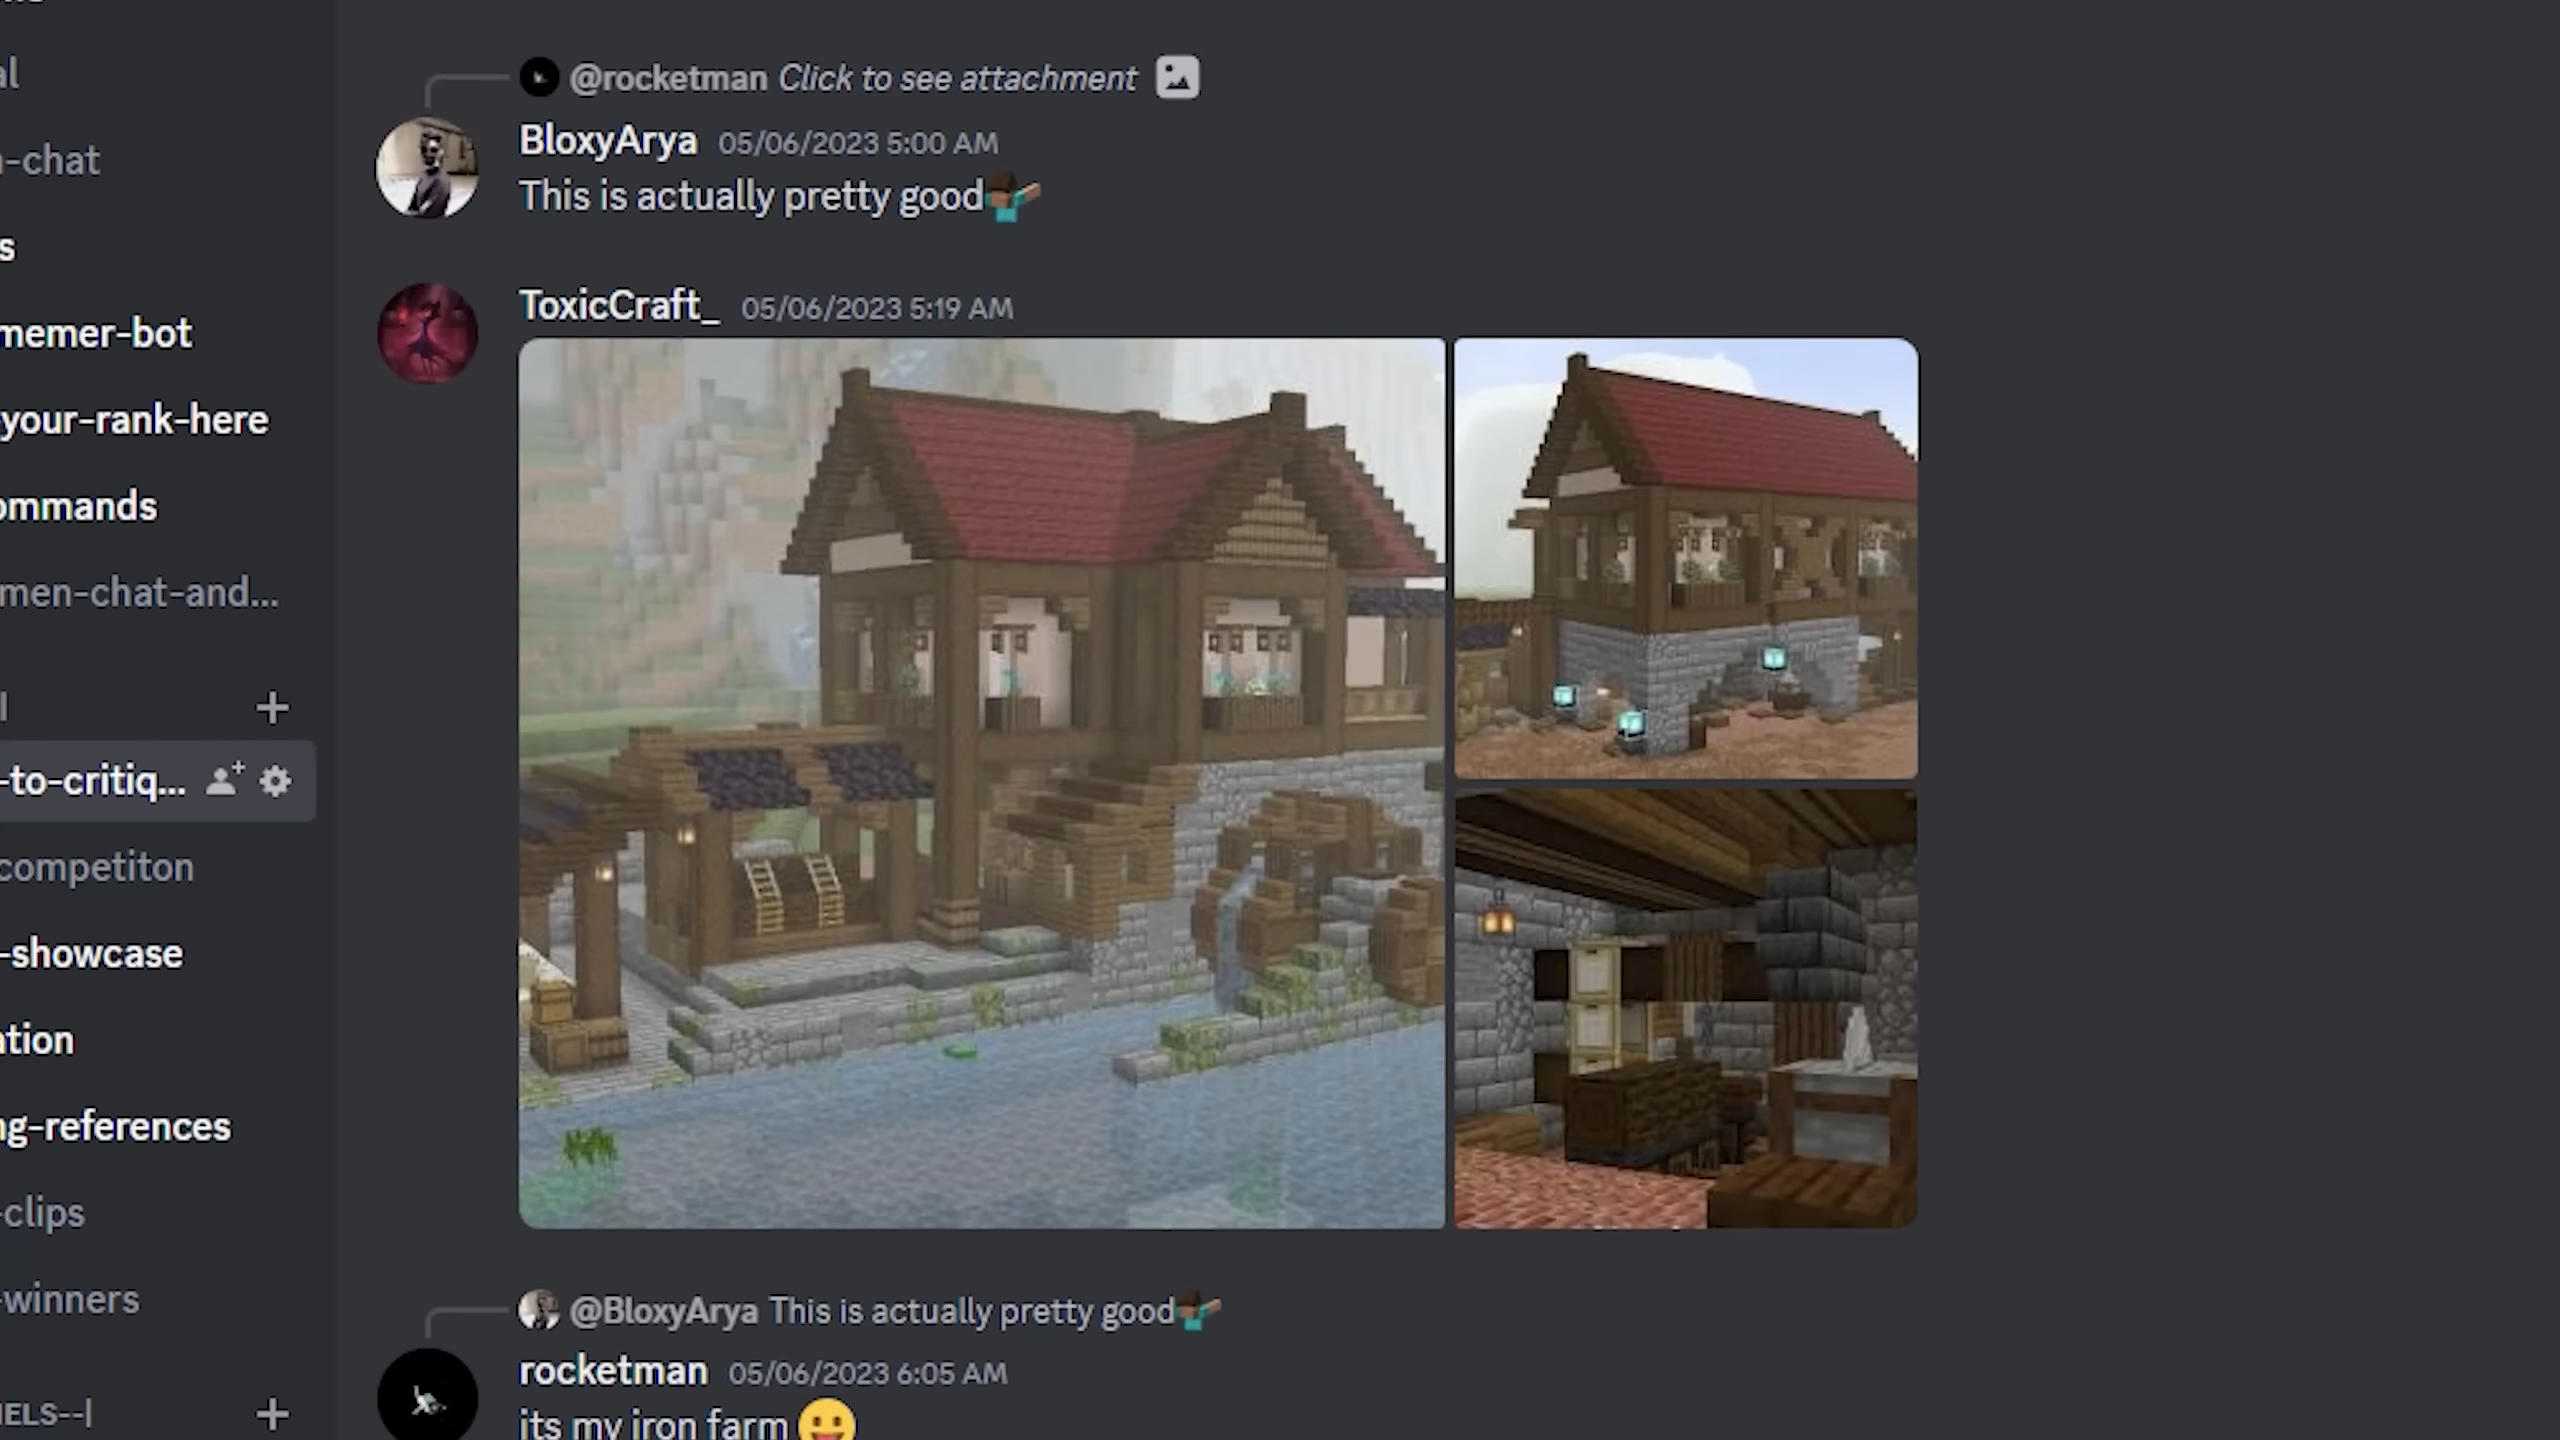 al
-chat
s
memer-bot
your-rank-here
ommands
men-chat-and...
-to-critiq...
competiton
-showcase
ation
ng-references
-clips
-winners
NELS--|
@rocketman Click to see attachment
BloxyArya 05/06/2023 5:00 AM
This is actually pretty good
ToxicCraft_ 05/06/2023 5:19 AM
@BloxyArya This is actually pretty good
rocketman 05/06/2023 6:05 AM
its my iron farm